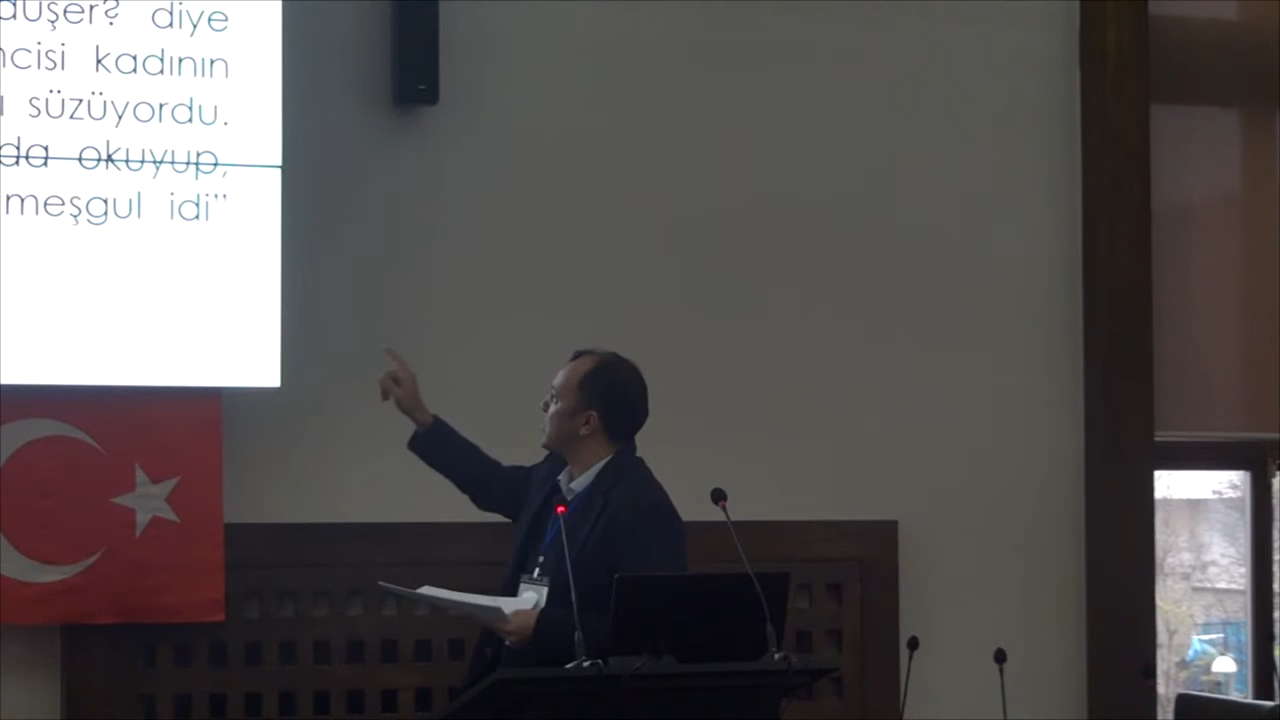 düşer? diye
ncisi kadının
süzüyordu.
da okuyup,
meşgul idi”